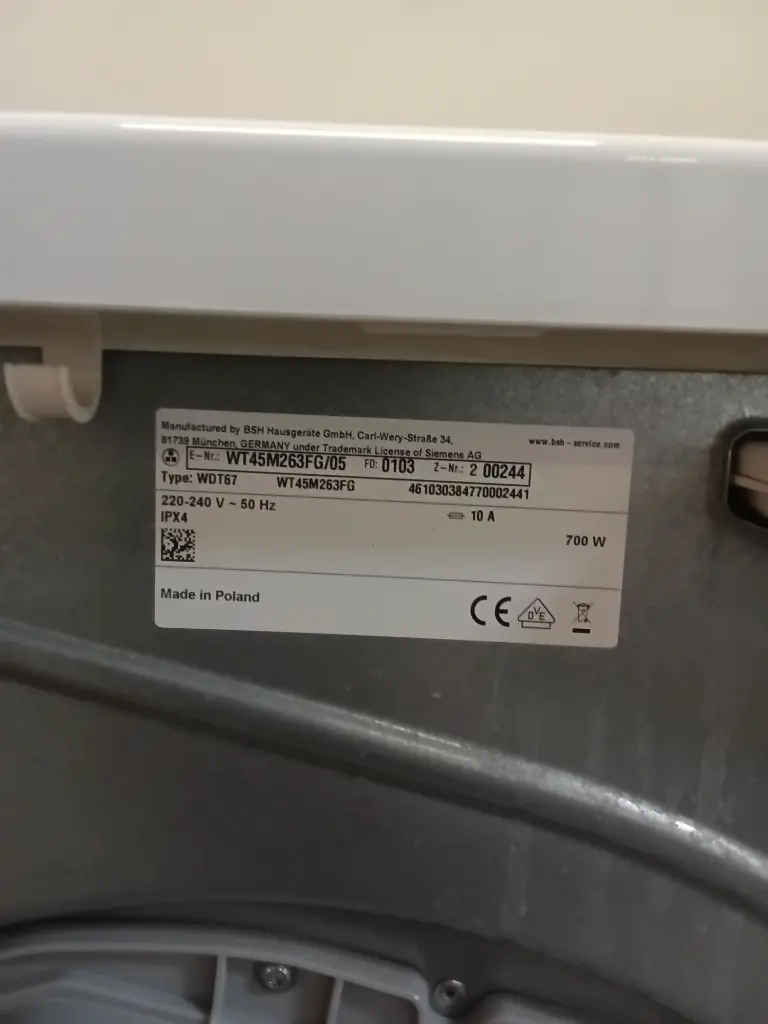 Manufactured by BSH Hausgeräte GmbH, Carl-Wery-Straße 34,
81739 München, GERMANY under Trademark License of Siemens AG
www.bsh-service.com
E-Nr.: WT45M263FG/05 FD: 0103 Z-Nr.: 2 00244
Type: WDT67 WT45M263FG 461030384770002441
220-240 V ~ 50 Hz
IPX4
10 A
700 W
Made in Poland
CE
DVE